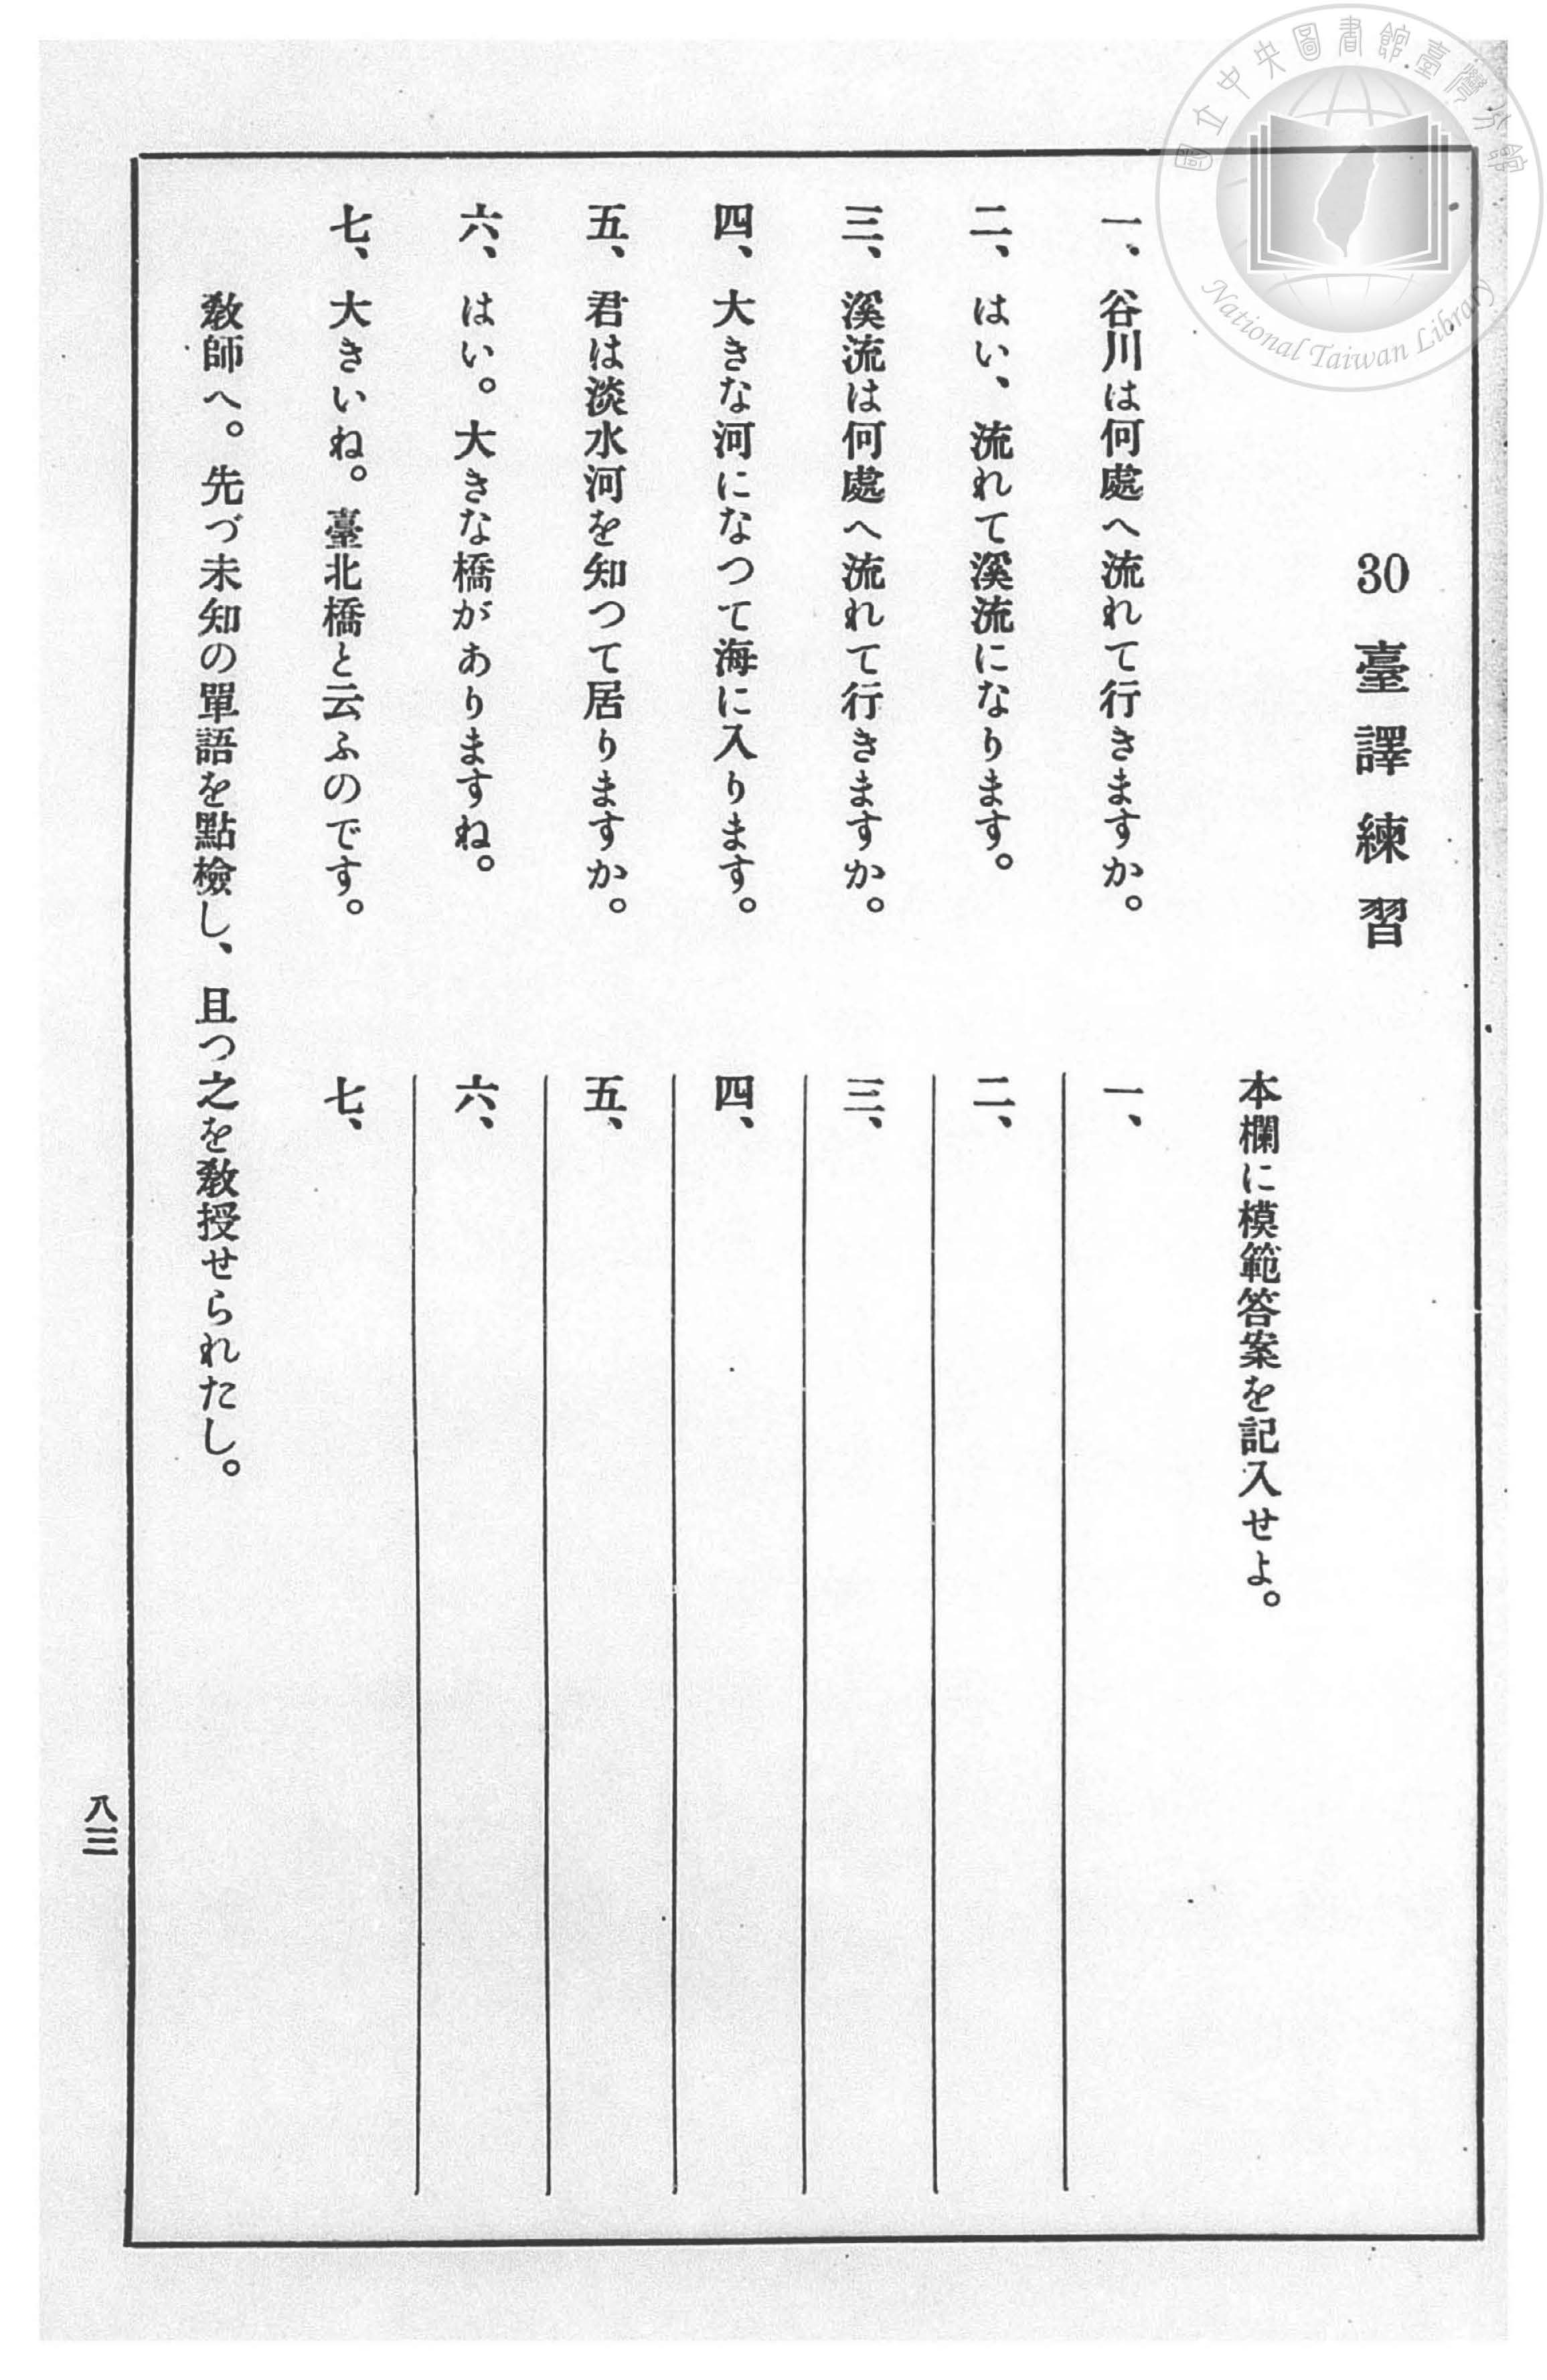 國立中央圖書館臺灣分館
National Taiwan Library
30 臺譯練習
本欄に模範答案を記入せよ。
一、谷川は何處へ流れて行きますか。
二、はい、流れて溪流になります。
三、溪流は何處へ流れて行きますか。
四、大きな河になつて海に入ります。
五、君は淡水河を知つて居りますか。
六、はい。大きな橋がありますね。
七、大きいね。臺北橋と云ふのです。
一、
二、
三、
四、
五、
六、
七、
敎師へ。先づ未知の單語を點檢し、且つ之を敎授せられたし。
八三